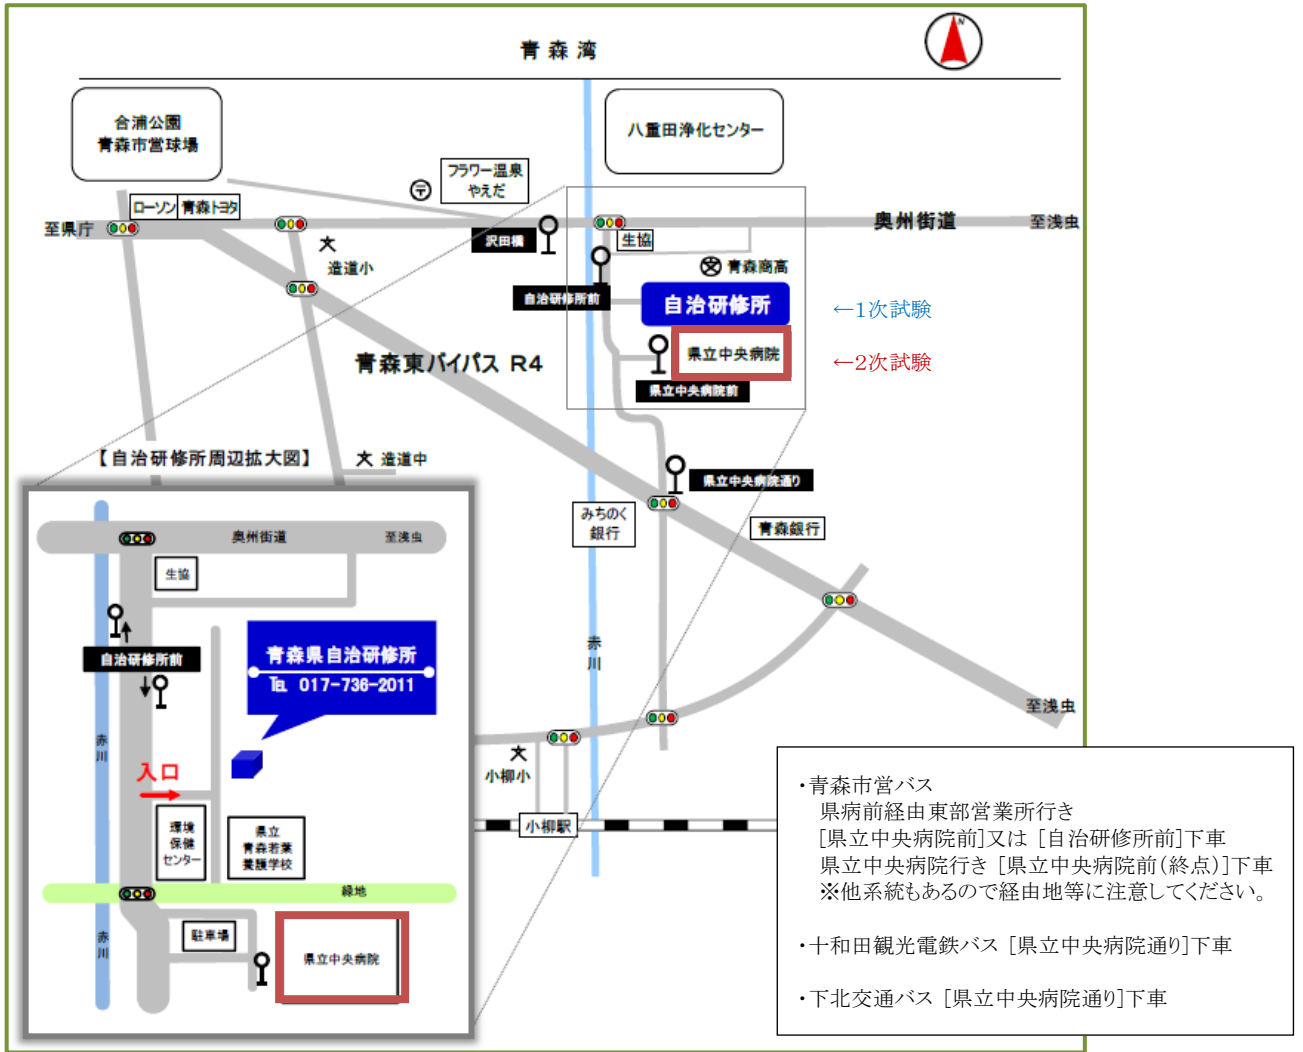 N
青森湾
合浦公園
青森市営球場
八重田浄化センター
フラワー温泉
やえだ
〒
ローソン
青森トヨタ
至県庁
奥州街道
至浅虫
沢田橋
生協
文
造道小
青森商高
自治研修所前
自治研修所
←1次試験
県立中央病院
←2次試験
県立中央病院前
青森東バイパス R4
【自治研修所周辺拡大図】
文 造道中
県立中央病院通り
みちのく
銀行
青森銀行
赤
川
至浅虫
文
小柳小
小柳駅
奥州街道
至浅虫
生協
自治研修所前
青森県自治研修所
℡ 017-736-2011
赤
川
入口
環境
保健
センター
県立
青森若葉
養護学校
緑地
赤
川
駐車場
県立中央病院
・青森市営バス
県病前経由東部営業所行き
[県立中央病院前]又は [自治研修所前]下車
県立中央病院行き [県立中央病院前(終点)]下車
※他系統もあるので経由地等に注意してください。
・十和田観光電鉄バス [県立中央病院通り]下車
・下北交通バス [県立中央病院通り]下車